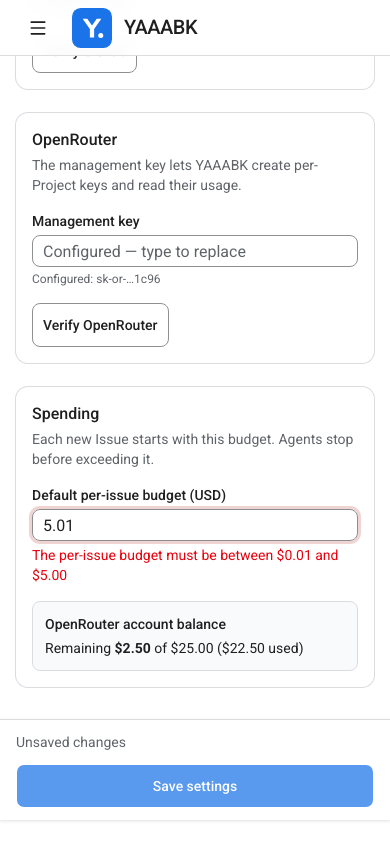 Y. YAAABK
OpenRouter
The management key lets YAAABK create per-
Project keys and read their usage.
Management key
Configured — type to replace
Configured: sk-or-…1c96
Verify OpenRouter
Spending
Each new Issue starts with this budget. Agents stop
before exceeding it.
Default per-issue budget (USD)
5.01
The per-issue budget must be between $0.01 and
$5.00
OpenRouter account balance
Remaining $2.50 of $25.00 ($22.50 used)
Unsaved changes
Save settings